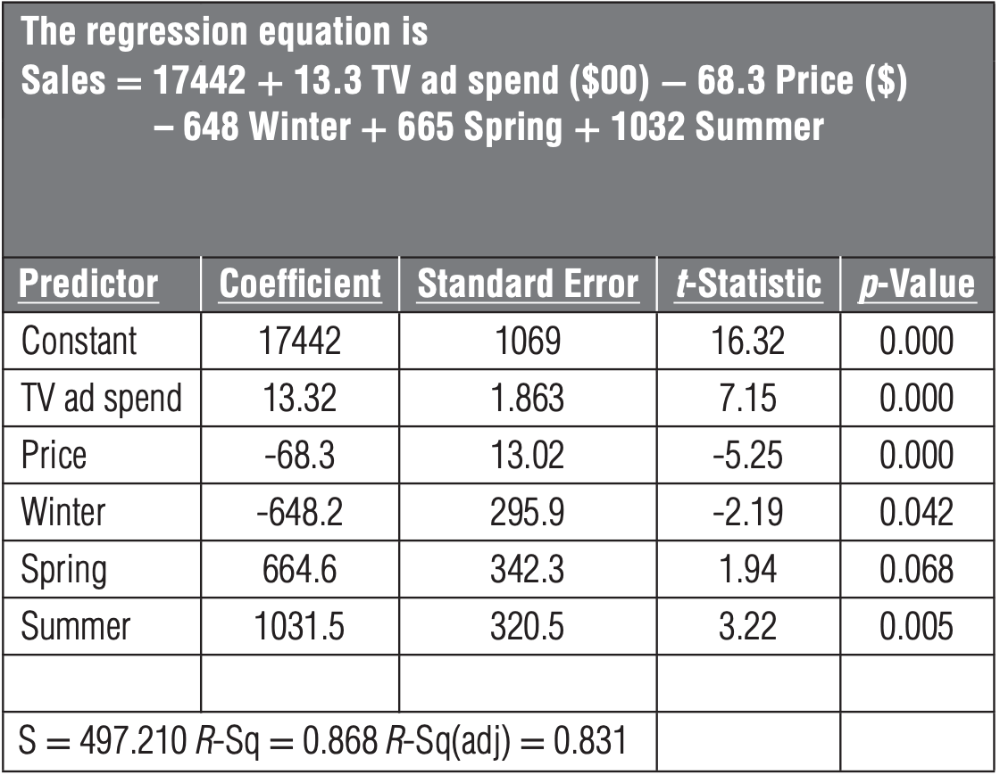 The regression equation is
Sales = 17442 + 13.3 TV ad spend ($00) – 68.3 Price ($)
– 648 Winter + 665 Spring + 1032 Summer
Predictor Coefficient Standard Error t-Statistic p-Value
Constant 17442 1069 16.32 0.000
TV ad spend 13.32 1.863 7.15 0.000
Price -68.3 13.02 -5.25 0.000
Winter -648.2 295.9 -2.19 0.042
Spring 664.6 342.3 1.94 0.068
Summer 1031.5 320.5 3.22 0.005
S = 497.210 R-Sq = 0.868 R-Sq(adj) = 0.831